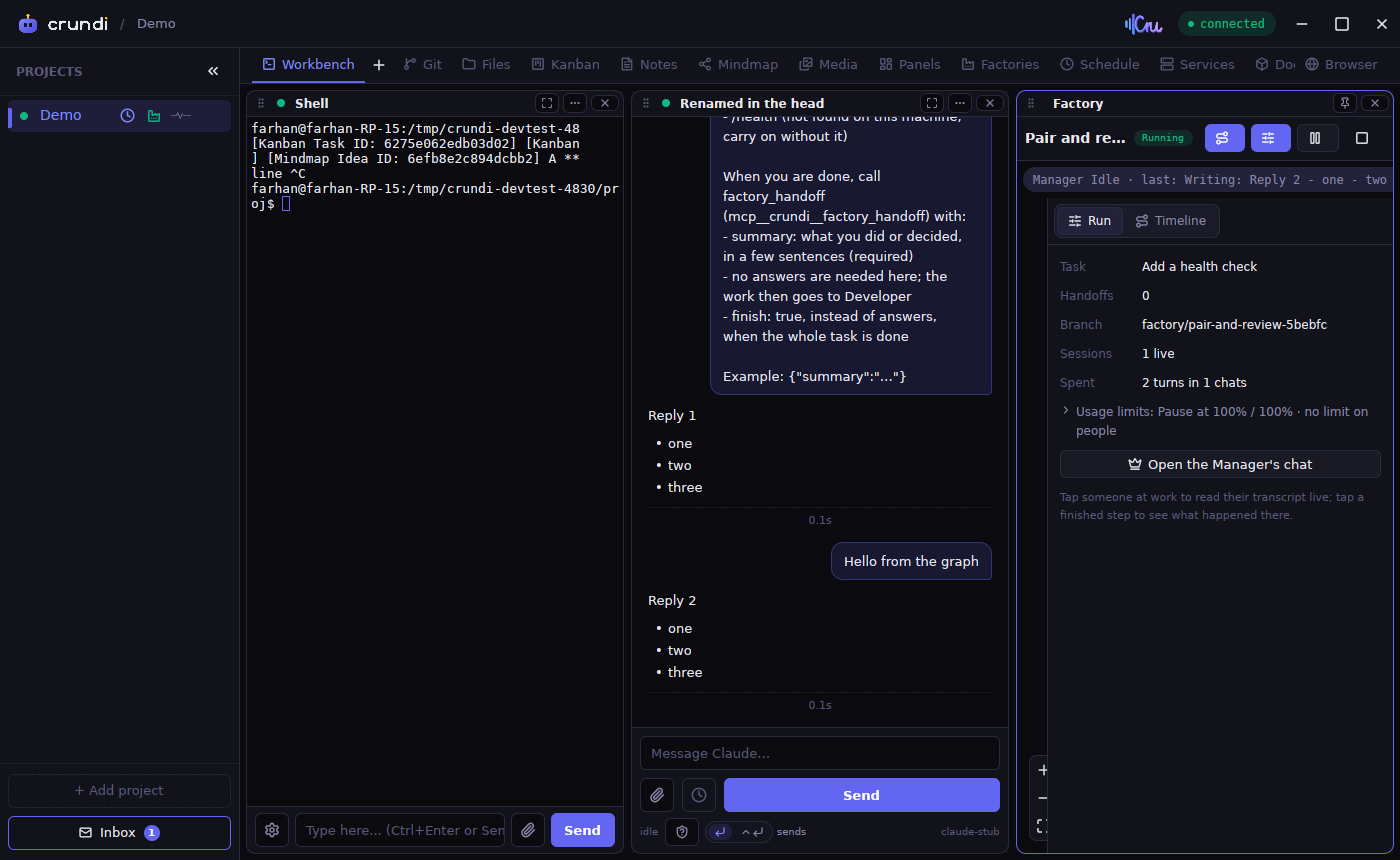 crundi / Demo
Cru
connected
PROJECTS
Demo
+ Add project
Inbox 1
Workbench
Git
Files
Kanban
Notes
Mindmap
Media
Panels
Factories
Schedule
Services
Doc
Browser
Shell
farhan@farhan-RP-15:/tmp/crundi-devtest-48
[Kanban Task ID: 6275e062edb03d02] [Kanban
] [Mindmap Idea ID: 6efb8e2c894dcbb2] A **
line ^C
farhan@farhan-RP-15:/tmp/crundi-devtest-4830/pr
oj$
Type here... (Ctrl+Enter or Sen
Send
Renamed in the head
- /health (not found on this machine,
carry on without it)
When you are done, call
factory_handoff
(mcp__crundi__factory_handoff) with:
- summary: what you did or decided,
in a few sentences (required)
- no answers are needed here; the
work then goes to Developer
- finish: true, instead of answers,
when the whole task is done
Example: {"summary":"..."}
Reply 1
• one
• two
• three
0.1s
Hello from the graph
Reply 2
• one
• two
• three
0.1s
Message Claude...
Send
idle
sends
claude-stub
Factory
Pair and re...
Running
Manager Idle · last: Writing: Reply 2 - one - two
Run
Timeline
Task Add a health check
Handoffs 0
Branch factory/pair-and-review-5bebfc
Sessions 1 live
Spent 2 turns in 1 chats
Usage limits: Pause at 100% / 100% · no limit on
people
Open the Manager's chat
Tap someone at work to read their transcript live; tap a
finished step to see what happened there.